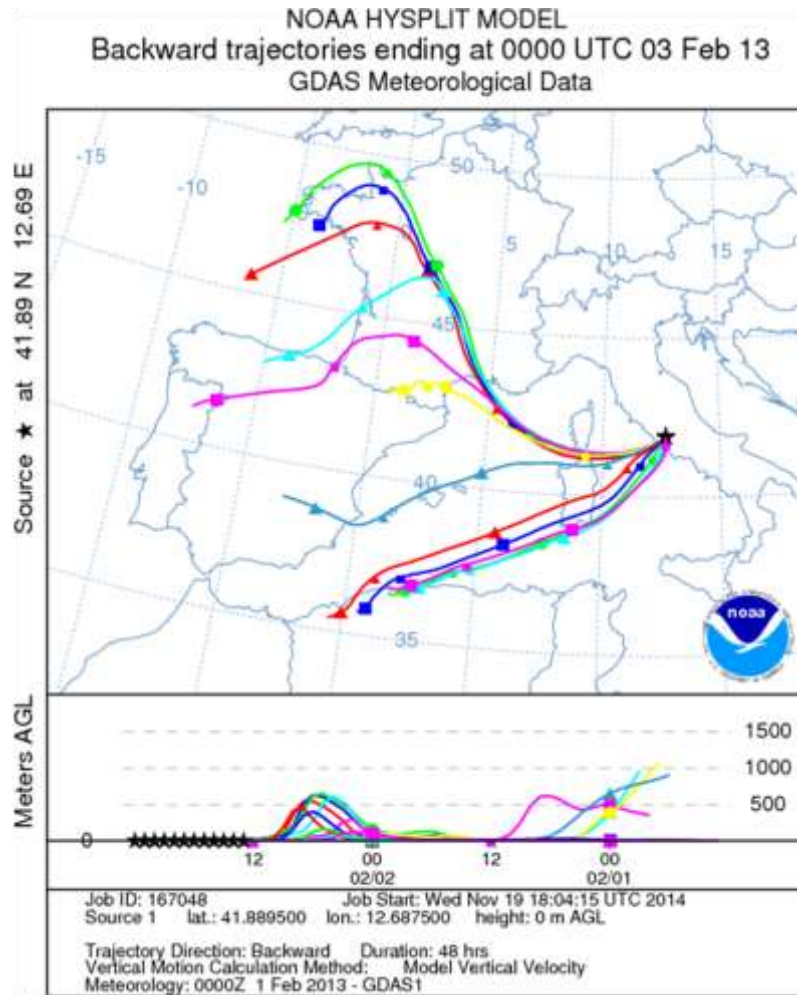 NOAA HYSPLIT MODEL
Backward trajectories ending at 0000 UTC 03 Feb 13
GDAS Meteorological Data
Source ★ at 41.89 N 12.69 E
-15
-10
50
5
10
15
45
40
35
noaa
Meters AGL
1500
1000
500
0
12 00 12 00
02/02 02/01
Job ID: 167048 Job Start: Wed Nov 19 18:04:15 UTC 2014
Source 1 lat.: 41.889500 lon.: 12.687500 height: 0 m AGL
Trajectory Direction: Backward Duration: 48 hrs
Vertical Motion Calculation Method: Model Vertical Velocity
Meteorology: 0000Z 1 Feb 2013 - GDAS1